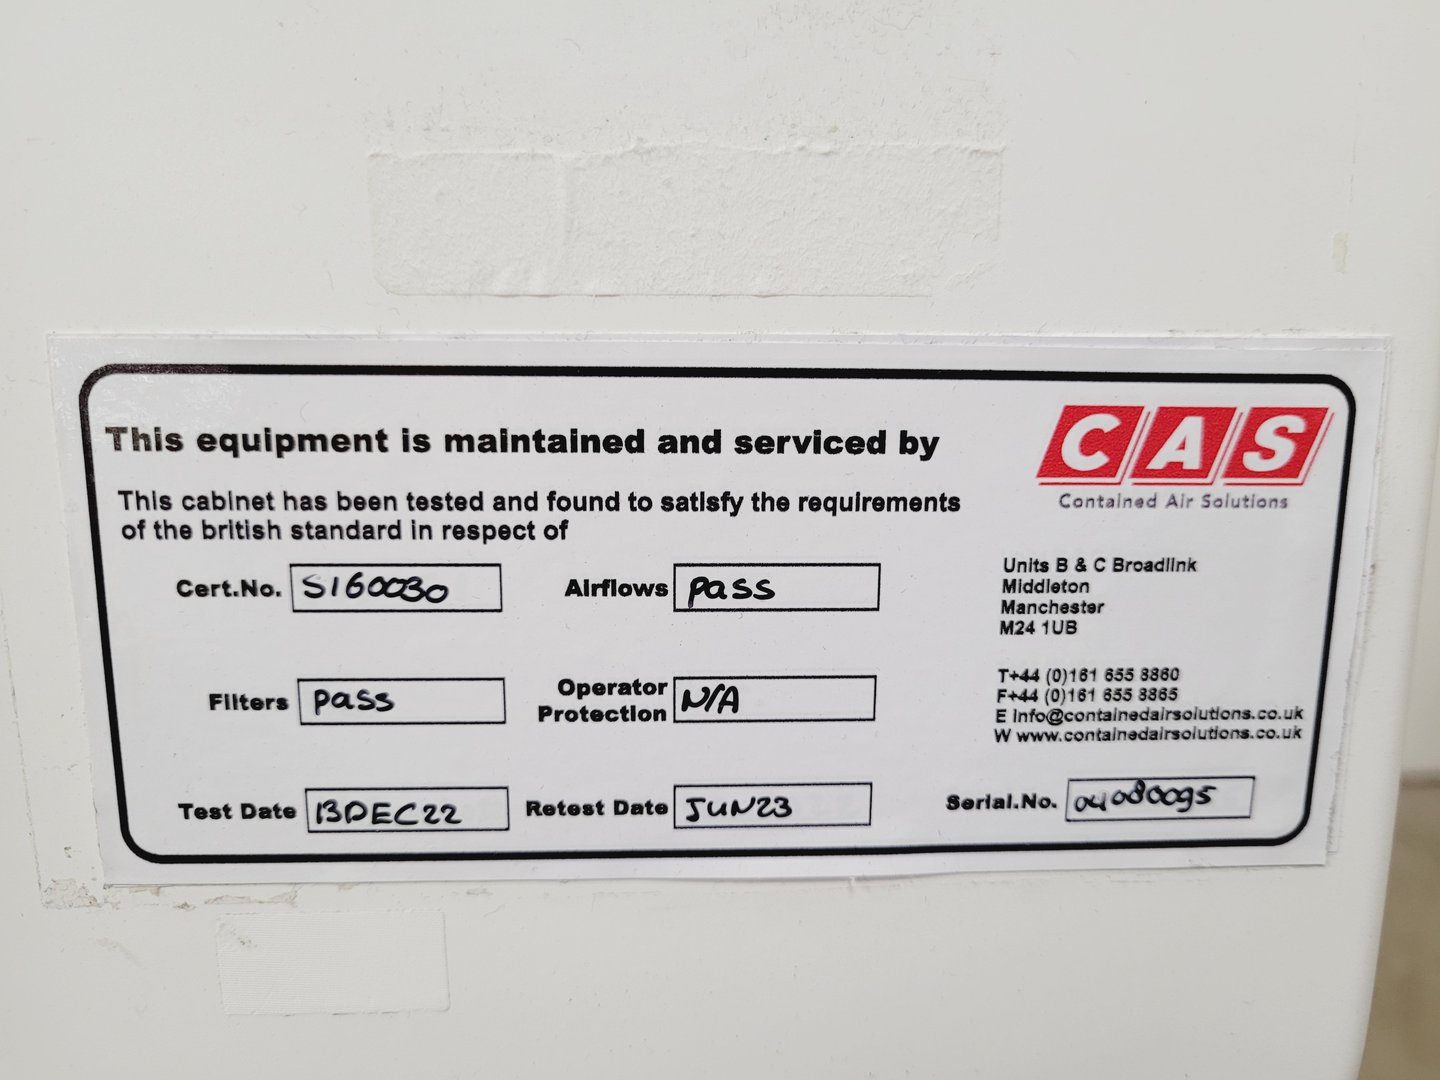 This equipment is maintained and serviced by
CAS
Contained Air Solutions
This cabinet has been tested and found to satisfy the requirements
of the british standard in respect of
Cert.No. S160030
Airflows pass
Filters pass
Operator Protection N/A
Test Date 13DEC22
Retest Date JUN23
Units B & C Broadlink
Middleton
Manchester
M24 1UB
T+44 (0)161 655 8860
F+44 (0)161 655 8865
E info@containedairsolutions.co.uk
W www.containedairsolutions.co.uk
Serial.No. 04080095